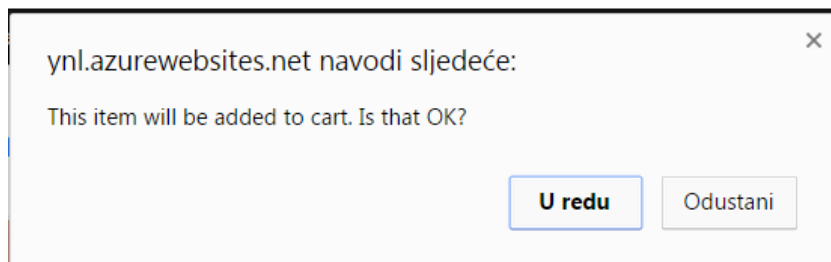 ynl.azurewebsites.net navodi sljedeće:
This item will be added to cart. Is that OK?
U redu Odustani